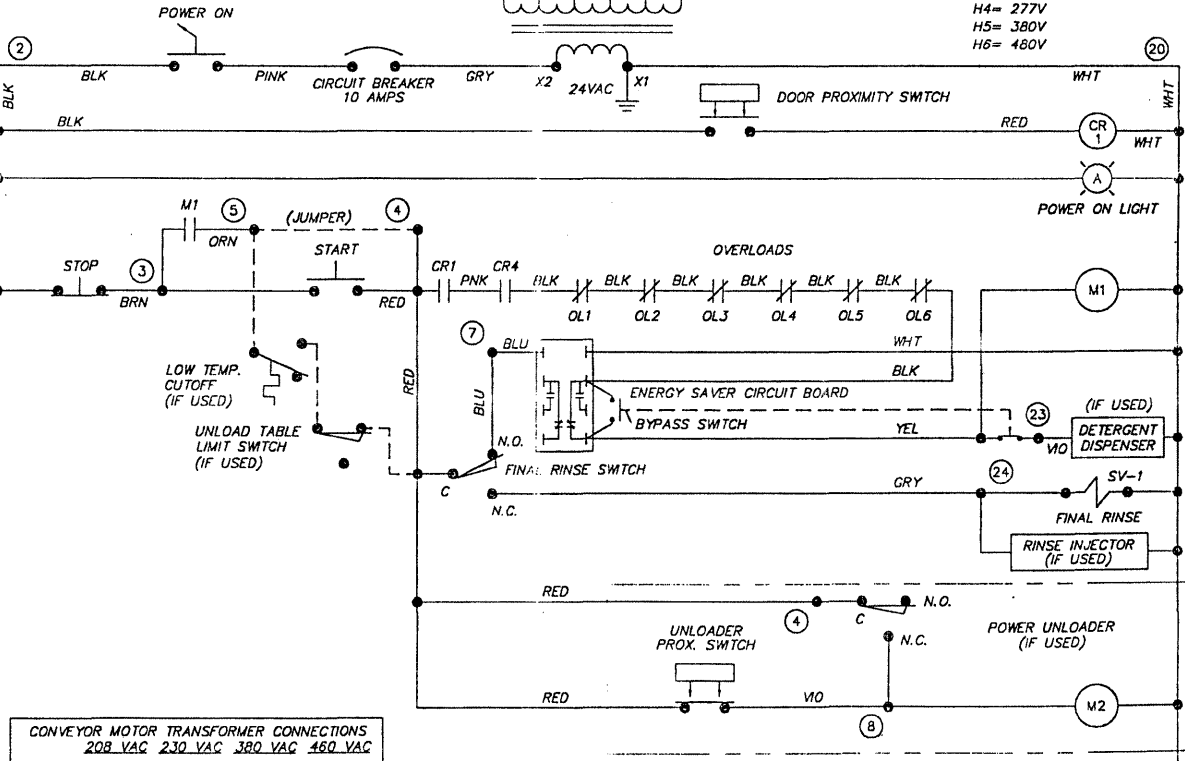 POWER ON
H4= 277V
H5= 380V
H6= 480V
2
20
BLK
PINK
CIRCUIT BREAKER
10 AMPS
GRY
X2
24VAC
X1
WHT
BLK
WHT
DOOR PROXIMITY SWITCH
BLK
RED
CR
1
WHT
A
POWER ON LIGHT
M1
5
(JUMPER)
4
ORN
START
OVERLOADS
STOP
3
CR1
PNK
CR4
BLK
BLK
BLK
BLK
BLK
BLK
M1
BRN
RED
OL1
OL2
OL3
OL4
OL5
OL6
7
BLU
WHT
LOW TEMP.
CUTOFF
(IF USED)
RED
BLU
BLK
ENERGY SAVER CIRCUIT BOARD
BYPASS SWITCH
23
(IF USED)
DETERGENT
DISPENSER
UNLOAD TABLE
LIMIT SWITCH
(IF USED)
YEL
VIO
N.O.
FINAL RINSE SWITCH
C
24
GRY
SV-1
N.C.
FINAL RINSE
RINSE INJECTOR
(IF USED)
RED
N.O.
4
C
UNLOADER
PROX. SWITCH
N.C.
POWER UNLOADER
(IF USED)
RED
VIO
M2
8
CONVEYOR MOTOR TRANSFORMER CONNECTIONS
208 VAC 230 VAC 380 VAC 460 VAC